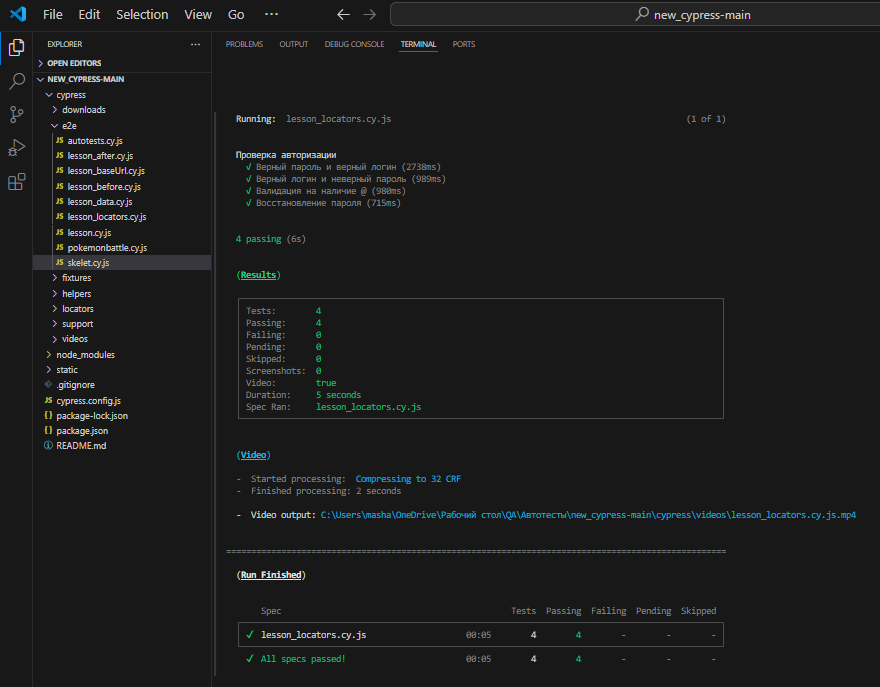 File Edit Selection View Go ··· new_cypress-main
EXPLORER ···
OPEN EDITORS
NEW_CYPRESS-MAIN
cypress
downloads
e2e
JS autotests.cy.js
JS lesson_after.cy.js
JS lesson_baseUrl.cy.js
JS lesson_before.cy.js
JS lesson_data.cy.js
JS lesson_locators.cy.js
JS lesson.cy.js
JS pokemonbattle.cy.js
JS skelet.cy.js
fixtures
helpers
locators
support
videos
node_modules
static
.gitignore
JS cypress.config.js
{} package-lock.json
{} package.json
README.md
PROBLEMS OUTPUT DEBUG CONSOLE TERMINAL PORTS
Running: lesson_locators.cy.js (1 of 1)
Проверка авторизации
√ Верный пароль и верный логин (2738ms)
√ Верный логин и неверный пароль (989ms)
√ Валидация на наличие @ (980ms)
√ Восстановление пароля (715ms)
4 passing (6s)
(Results)
Tests: 4
Passing: 4
Failing: 0
Pending: 0
Skipped: 0
Screenshots: 0
Video: true
Duration: 5 seconds
Spec Ran: lesson_locators.cy.js
(Video)
- Started processing: Compressing to 32 CRF
- Finished processing: 2 seconds
- Video output: C:\Users\masha\OneDrive\Рабочий стол\QA\Автотесты\new_cypress-main\cypress\videos\lesson_locators.cy.js.mp4
====================================================================================================
(Run Finished)
Spec Tests Passing Failing Pending Skipped
✓ lesson_locators.cy.js 00:05 4 4 - - -
✓ All specs passed! 00:05 4 4 - - -